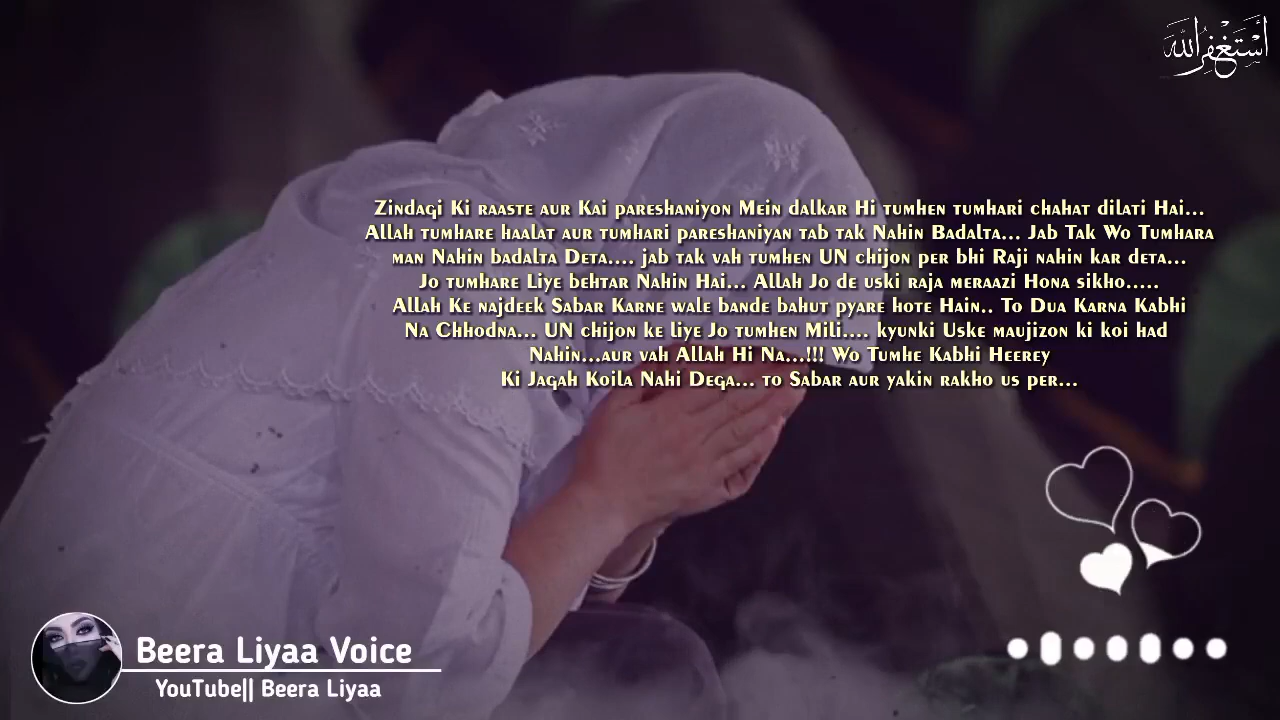 أَسْتَغْفِرُ اللّٰه
Zindagi Ki raaste aur Kai pareshaniyon Mein dalkar Hi tumhen tumhari chahat dilati Hai...
Allah tumhare haalat aur tumhari pareshaniyan tab tak Nahin Badalta... Jab Tak Wo Tumhara
man Nahin badalta Deta.... jab tak vah tumhen UN chijon per bhi Raji nahin kar deta...
Jo tumhare Liye behtar Nahin Hai... Allah Jo de uski raja meraazi Hona sikho.....
Allah Ke najdeek Sabar Karne wale bande bahut pyare hote Hain.. To Dua Karna Kabhi
Na Chhodna... UN chijon ke liye Jo tumhen Mili.... kyunki Uske maujizon ki koi had
Nahin...aur vah Allah Hi Na...!!! Wo Tumhe Kabhi Heerey
Ki Jagah Koila Nahi Dega... to Sabar aur yakin rakho us per...
Beera Liyaa Voice
YouTube|| Beera Liyaa